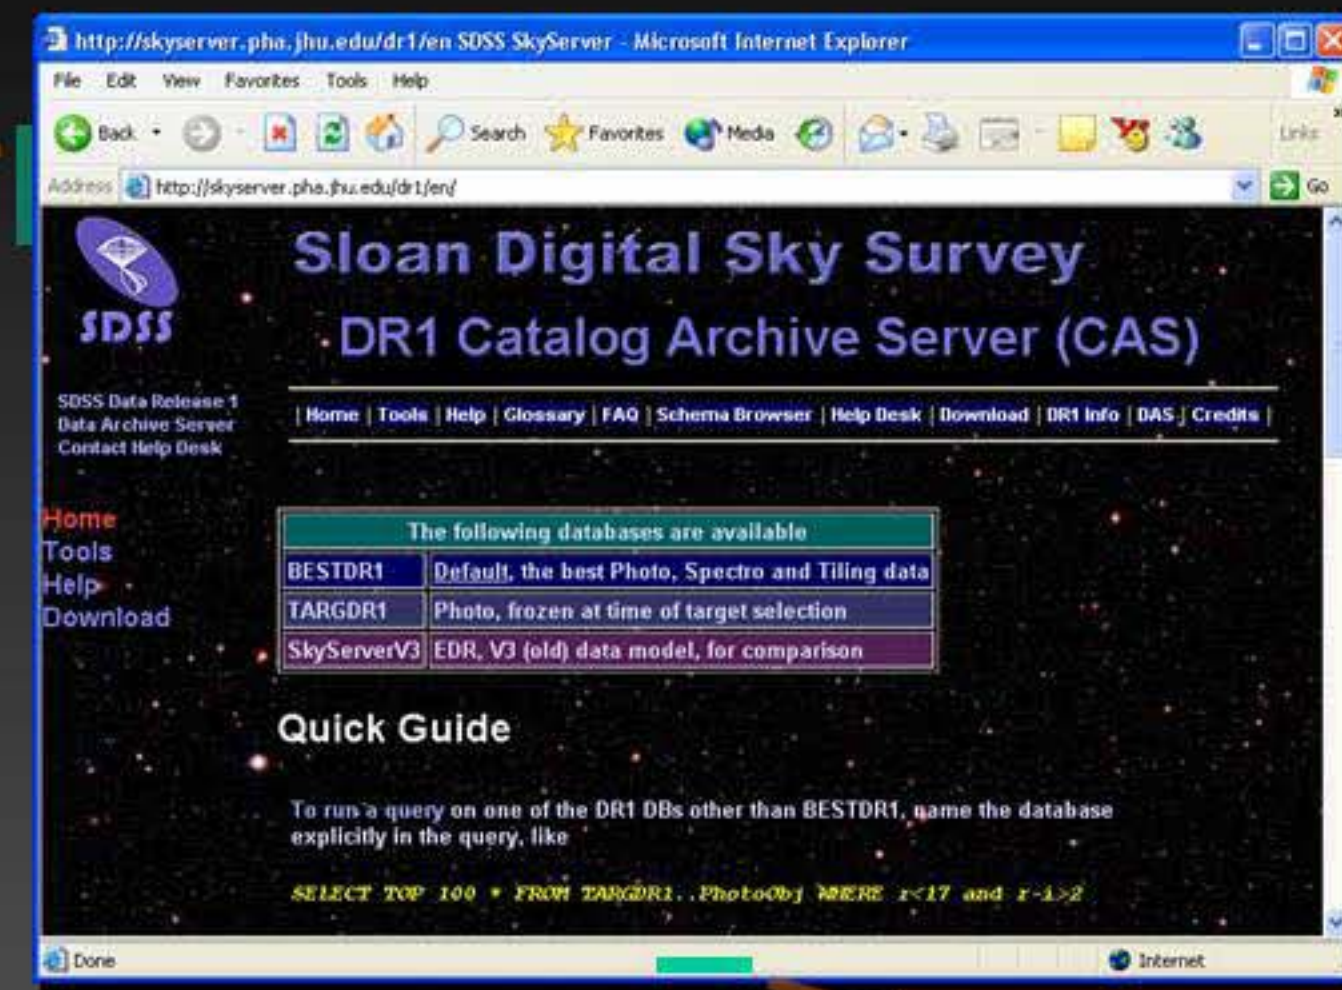 http://skyserver.pha.jhu.edu/dr1/en SDSS SkyServer - Microsoft Internet Explorer
File Edit View Favorites Tools Help
Back Search Favorites Media Links
Address http://skyserver.pha.jhu.edu/dr1/en/ Go
Sloan Digital Sky Survey
SDSS
DR1 Catalog Archive Server (CAS)
SDSS Data Release 1
Data Archive Server
Contact Help Desk
| Home | Tools | Help | Glossary | FAQ | Schema Browser | Help Desk | Download | DR1 Info | DAS | Credits |
Home
Tools
Help
Download
The following databases are available
BESTDR1 Default, the best Photo, Spectro and Tiling data
TARGDR1 Photo, frozen at time of target selection
SkyServerV3 EDR, V3 (old) data model, for comparison
Quick Guide
To run a query on one of the DR1 DBs other than BESTDR1, name the database
explicitly in the query, like
SELECT TOP 100 * FROM TARGDR1..PhotoObj WHERE r<17 and r-i>2
Done Internet